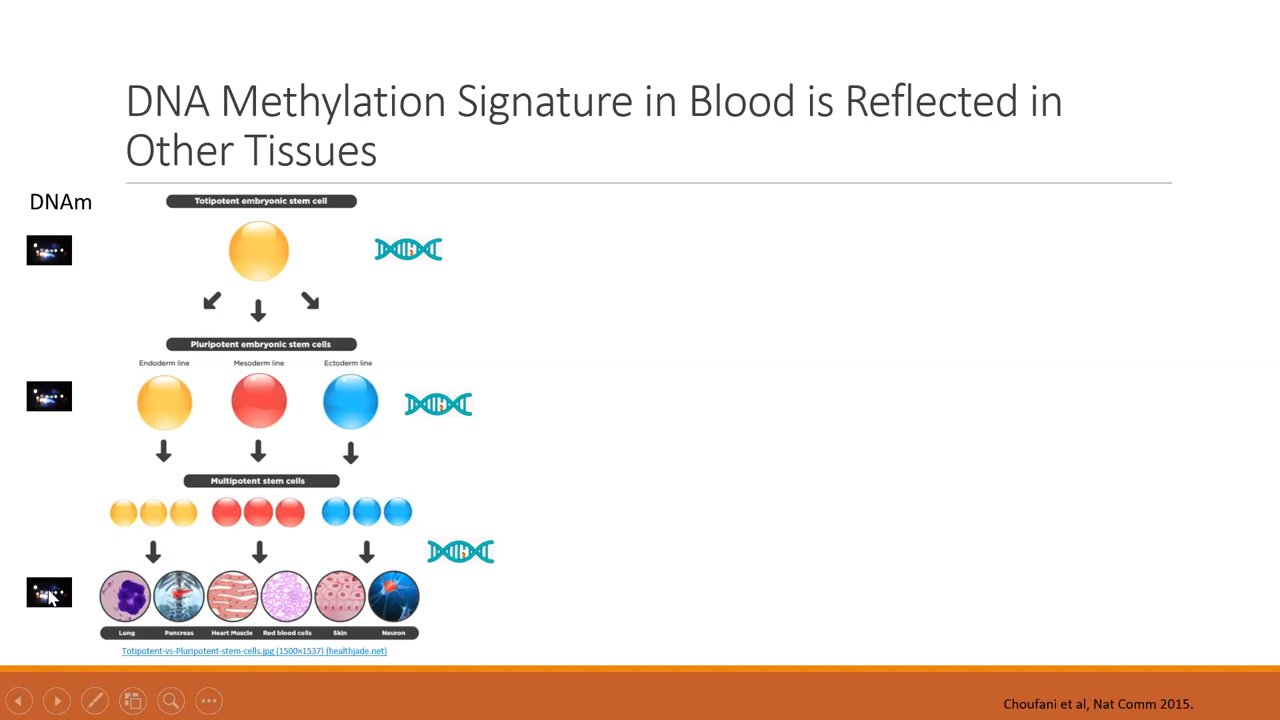 DNA Methylation Signature in Blood is Reflected in
Other Tissues
DNAm
Totipotent embryonic stem cell
Pluripotent embryonic stem cells
Endoderm line
Mesoderm line
Ectoderm line
Multipotent stem cells
Lung
Pancreas
Heart Muscle
Red blood cells
Skin
Neuron
Totipotent-vs-Pluripotent-stem-cells.jpg (1500×1537) (healthjade.net)
Choufani et al, Nat Comm 2015.